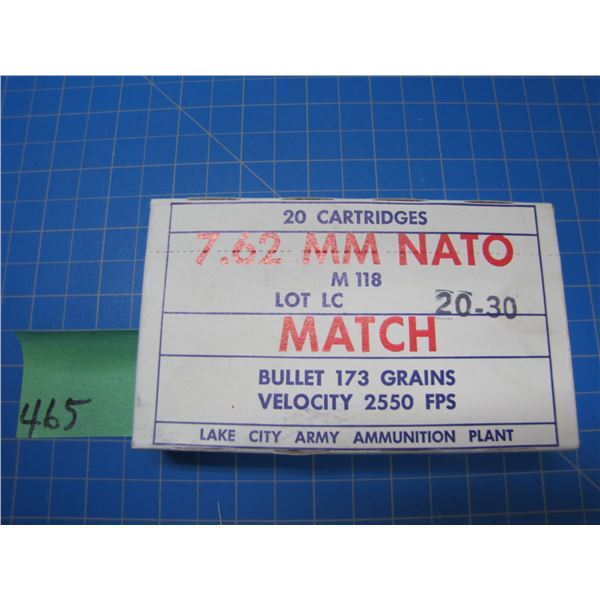 20 CARTRIDGES
7.62 MM NATO
M 118
LOT LC 20-30
MATCH
BULLET 173 GRAINS
VELOCITY 2550 FPS
LAKE CITY ARMY AMMUNITION PLANT
465